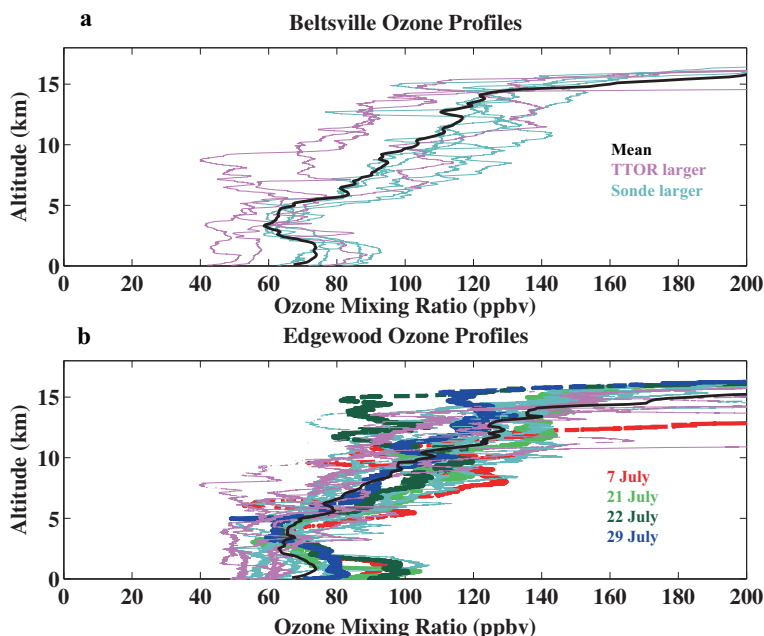 a
Beltsville Ozone Profiles
15
10
5
0
Altitude (km)
Mean
TTOR larger
Sonde larger
0 20 40 60 80 100 120 140 160 180 200
Ozone Mixing Ratio (ppbv)
b
Edgewood Ozone Profiles
15
10
5
0
Altitude (km)
7 July
21 July
22 July
29 July
0 20 40 60 80 100 120 140 160 180 200
Ozone Mixing Ratio (ppbv)